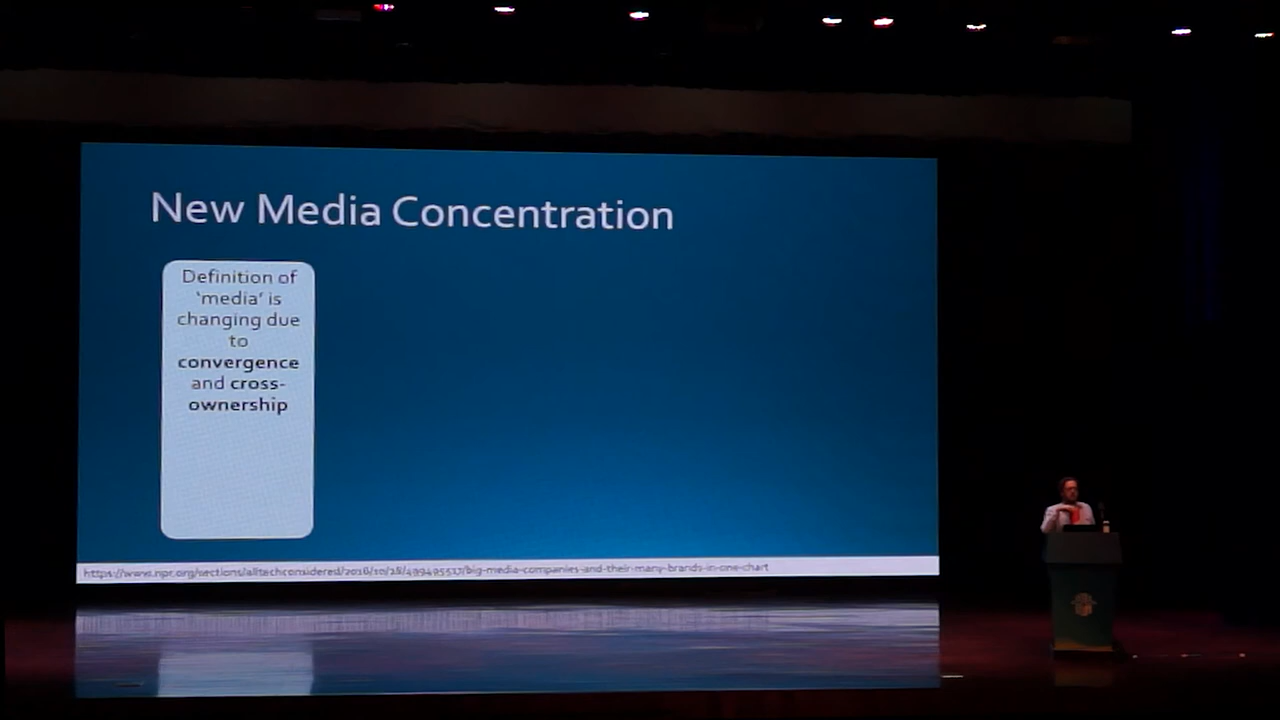 New Media Concentration
Definition of
‘media’ is
changing due
to
convergence
and cross-
ownership
https://www.npr.org/sections/alltechconsidered/2016/10/28/499495517/big-media-companies-and-their-many-brands-in-one-chart